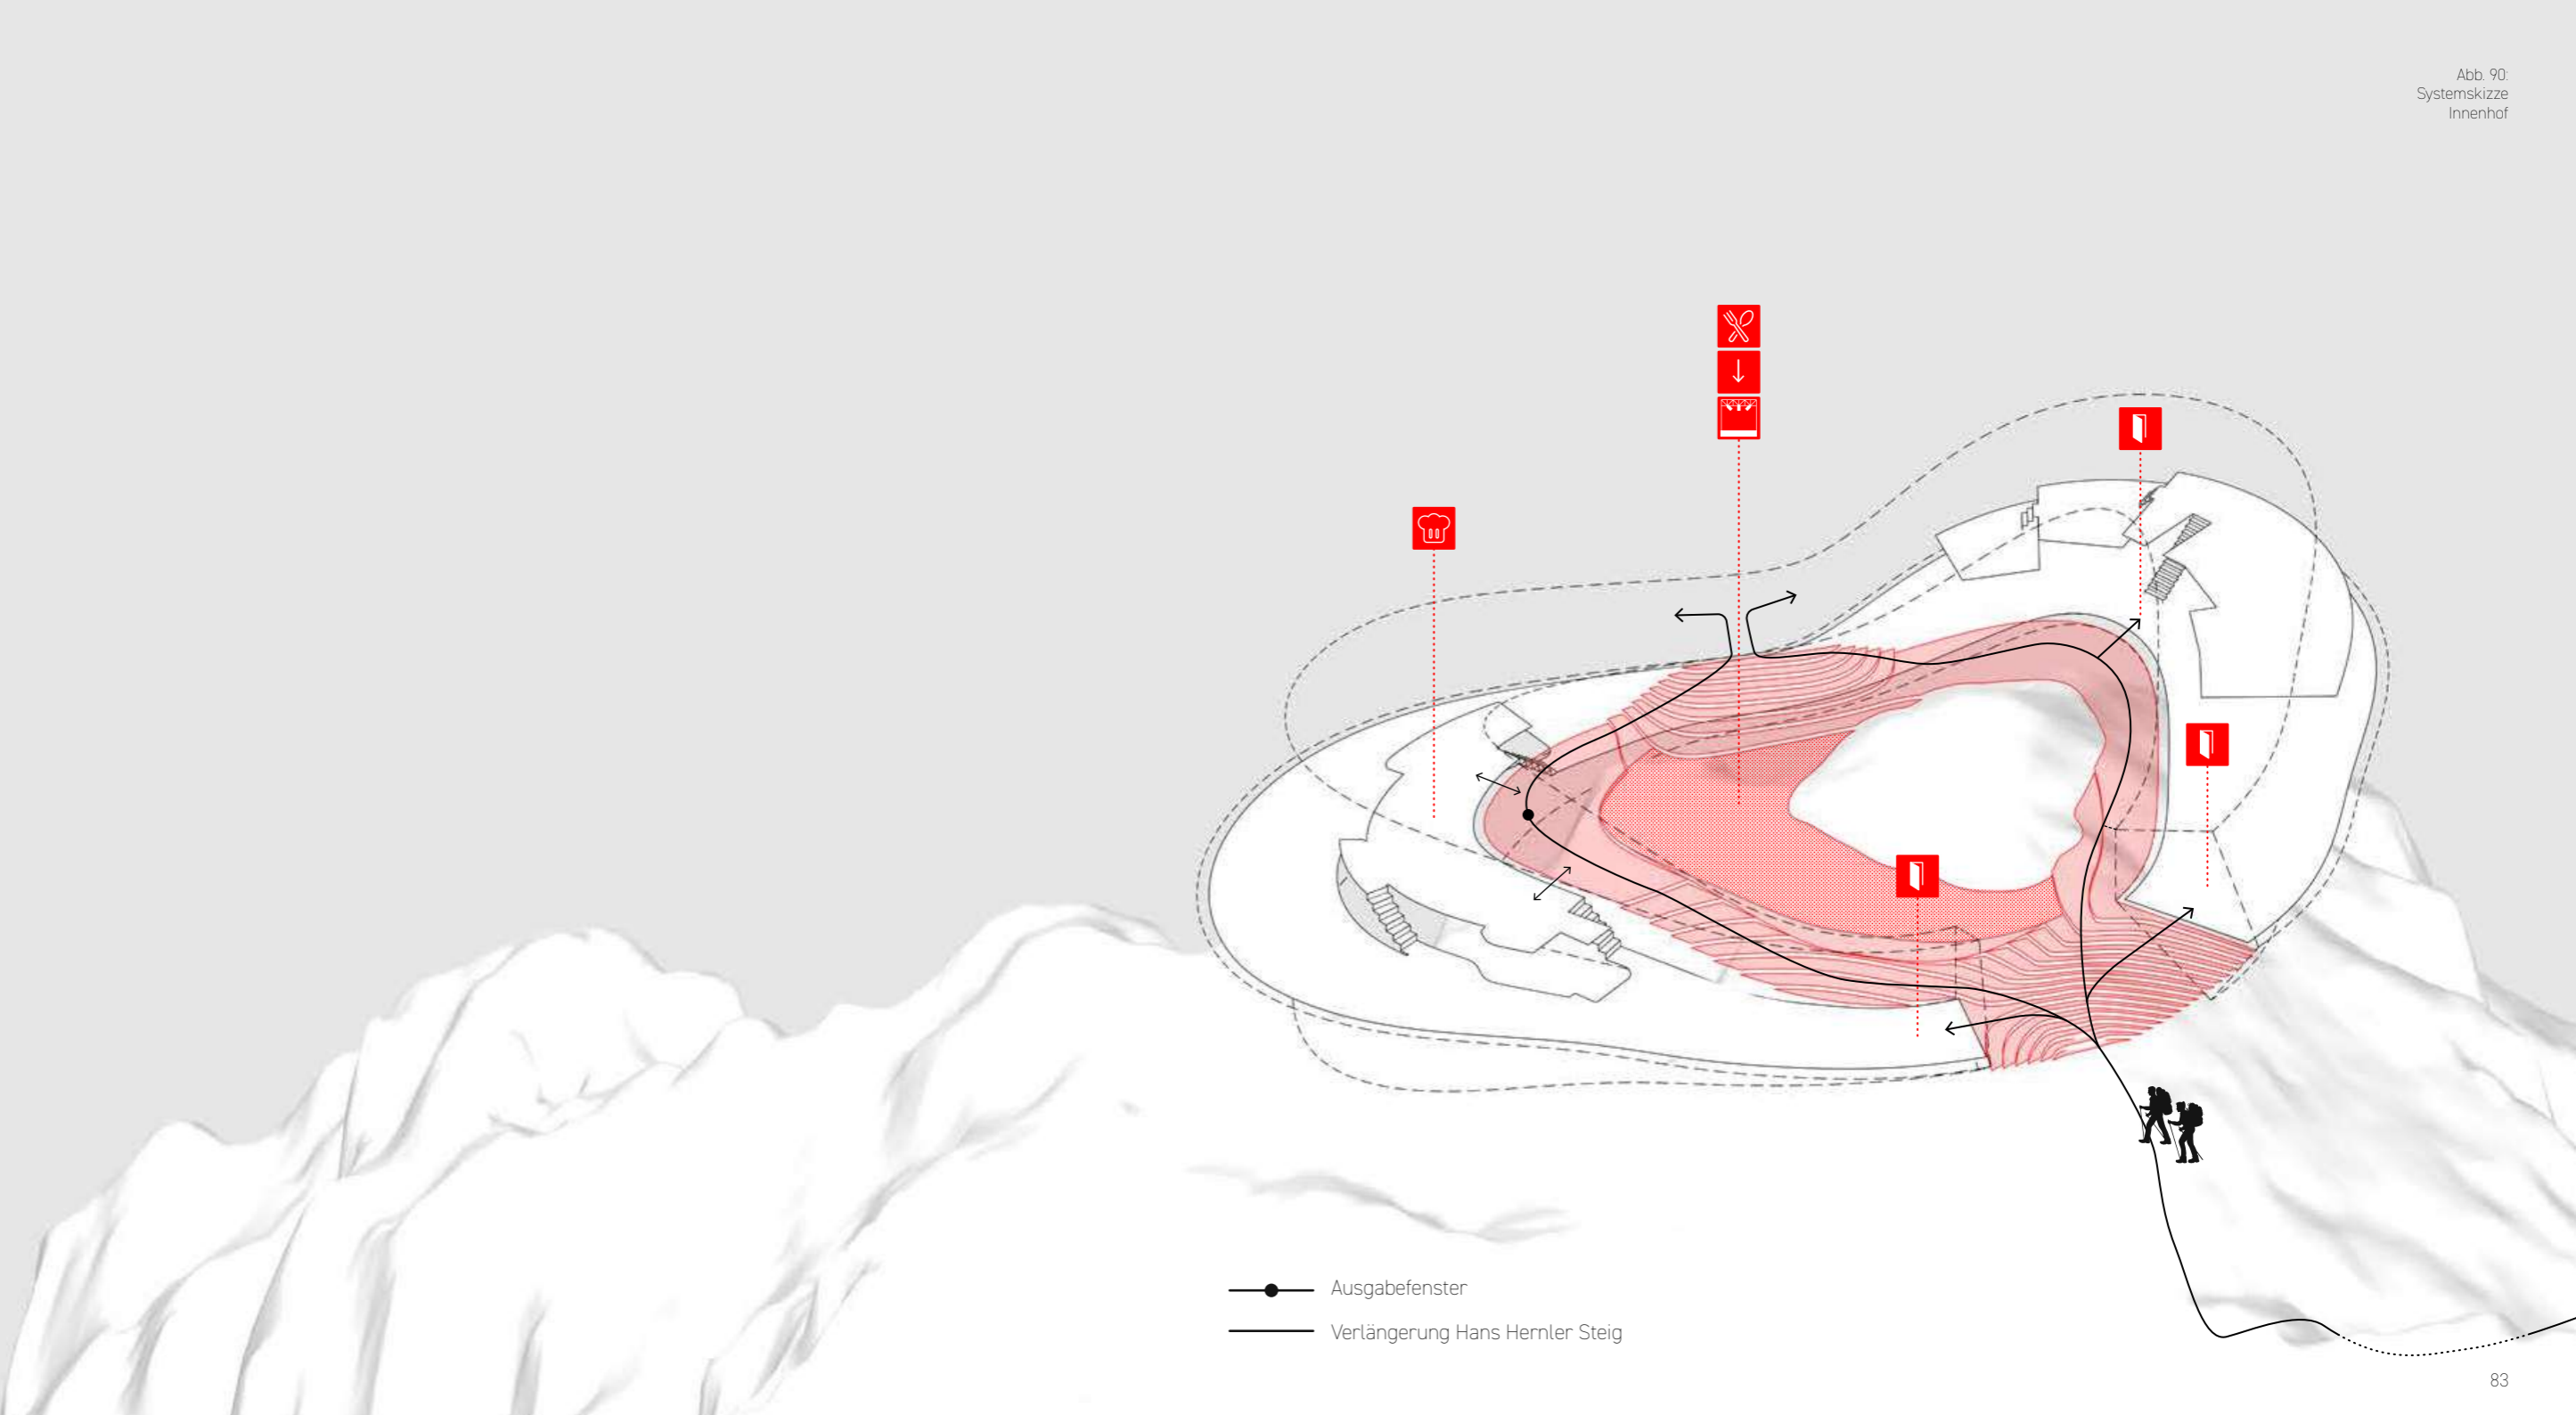 Abb. 90:
Systemskizze
Innenhof
Ausgabefenster
Verlängerung Hans Hernler Steig
83